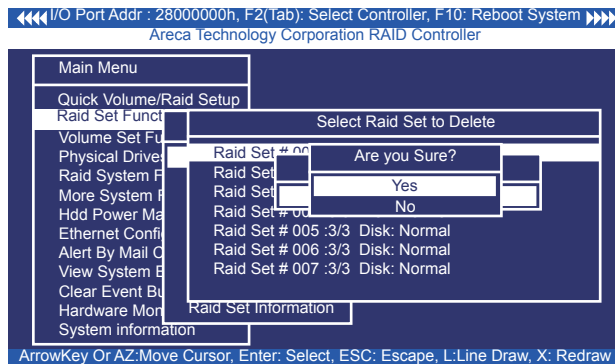 I/O Port Addr : 28000000h, F2(Tab): Select Controller, F10: Reboot System
Areca Technology Corporation RAID Controller
Main Menu
Quick Volume/Raid Setup
Raid Set Funct
Volume Set Fu
Physical Drive
Raid System F
More System
Hdd Power Ma
Ethernet Confi
Alert By Mail C
View System E
Clear Event Bu
Hardware Mon
System information
Raid Set Information
Select Raid Set to Delete
Raid Set # 00
Raid Set
Raid Set
Raid Set # 00
Raid Set # 005 :3/3 Disk: Normal
Raid Set # 006 :3/3 Disk: Normal
Raid Set # 007 :3/3 Disk: Normal
Are you Sure?
Yes
No
ArrowKey Or AZ:Move Cursor, Enter: Select, ESC: Escape, L:Line Draw, X: Redraw